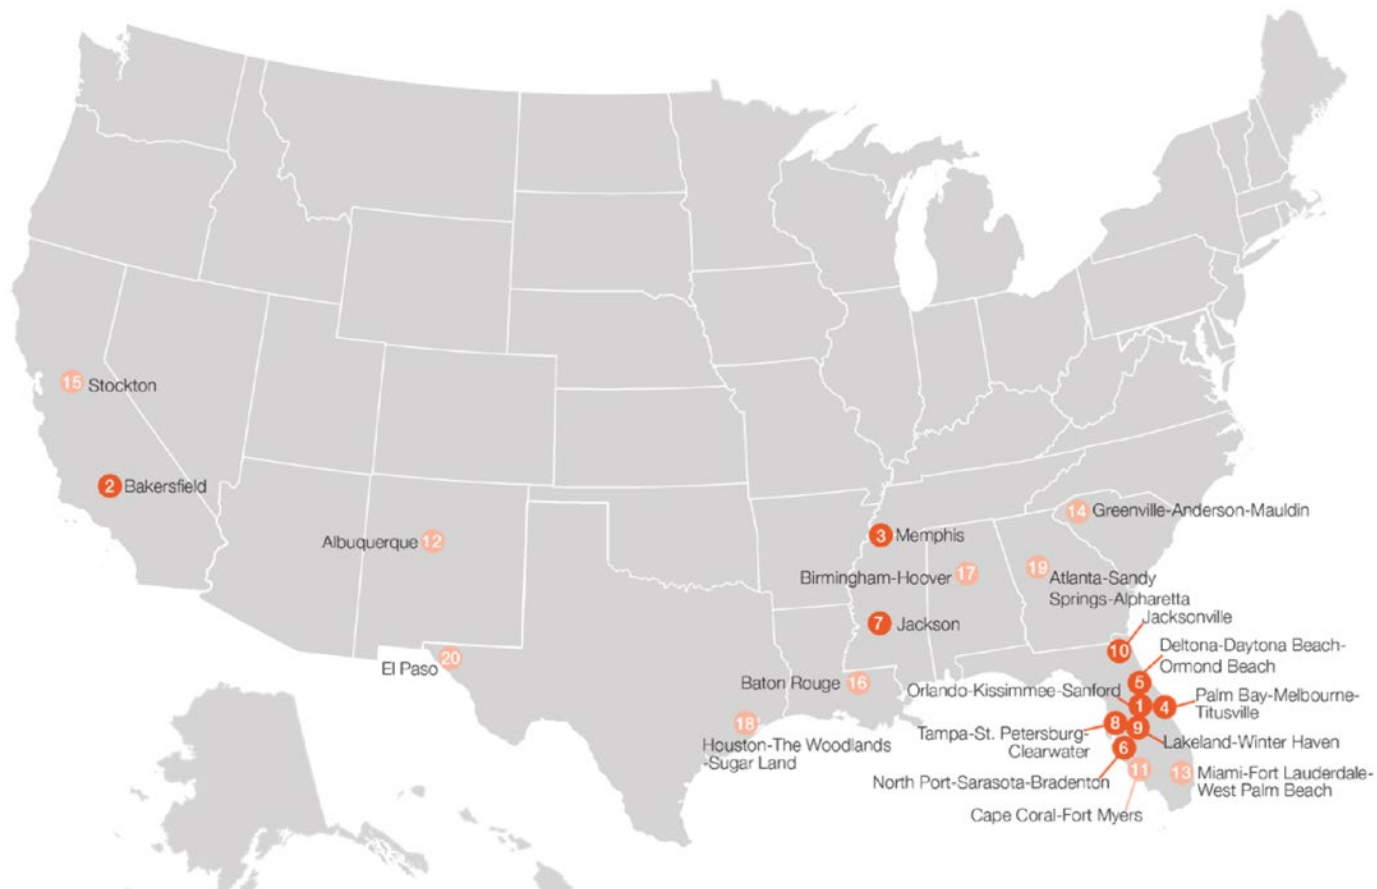 15 Stockton
2 Bakersfield
Albuquerque 12
14 Greenville-Anderson-Mauldin
3 Memphis
Birmingham-Hoover 17
19 Atlanta-Sandy
Springs-Alpharetta
Jacksonville
10
7 Jackson
Deltona-Daytona Beach-
Ormond Beach
5
El Paso 20
Baton Rouge 16
Orlando-Kissimmee-Sanford
1
4 Palm Bay-Melbourne-
Titusville
18
Houston-The Woodlands
-Sugar Land
8
Tampa-St. Petersburg-
Clearwater
9
Lakeland-Winter Haven
6
North Port-Sarasota-Bradenton
11
Cape Coral-Fort Myers
13 Miami-Fort Lauderdale-
West Palm Beach